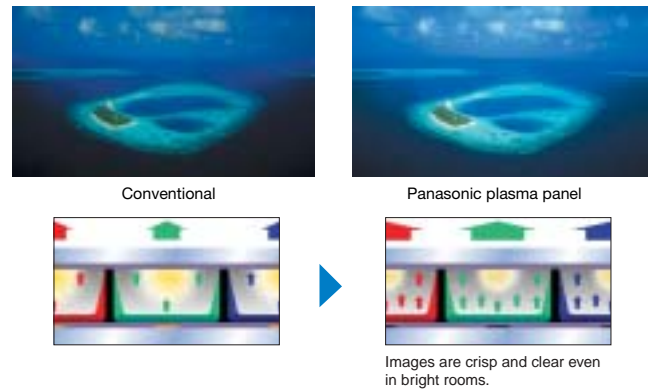 Conventional
Panasonic plasma panel
Images are crisp and clear even
in bright rooms.